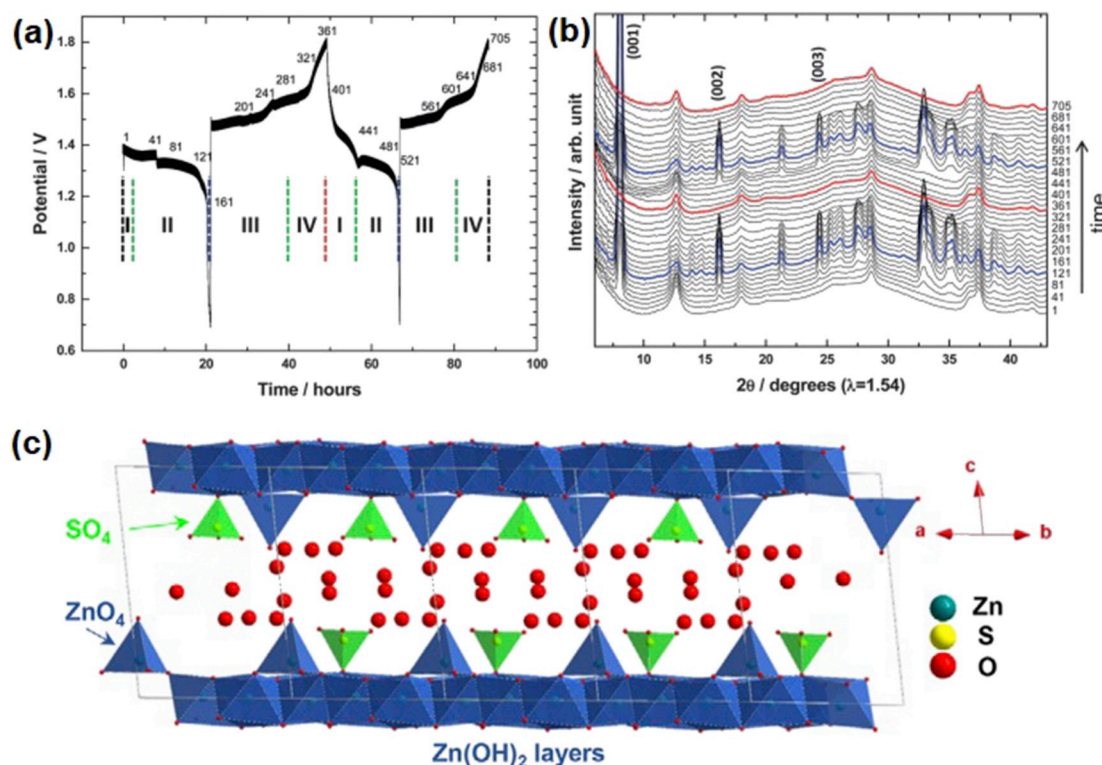 (a)
Potential / V
1.8
1.6
1.4
1.2
1.0
0.8
0.6
1
41
81
121
161
201
241
281
321
361
401
441
481
521
561
601
641
681
705
I
II
III
IV
I
II
III
IV
0
20
40
60
80
100
Time / hours
(b)
Intensity / arb. unit
(001)
(002)
(003)
705
681
641
601
561
521
481
441
401
361
321
281
241
201
161
121
81
41
1
time
10
15
20
25
30
35
40
2θ / degrees (λ=1.54)
(c)
SO4
ZnO4
c
a
b
Zn
S
O
Zn(OH)2 layers